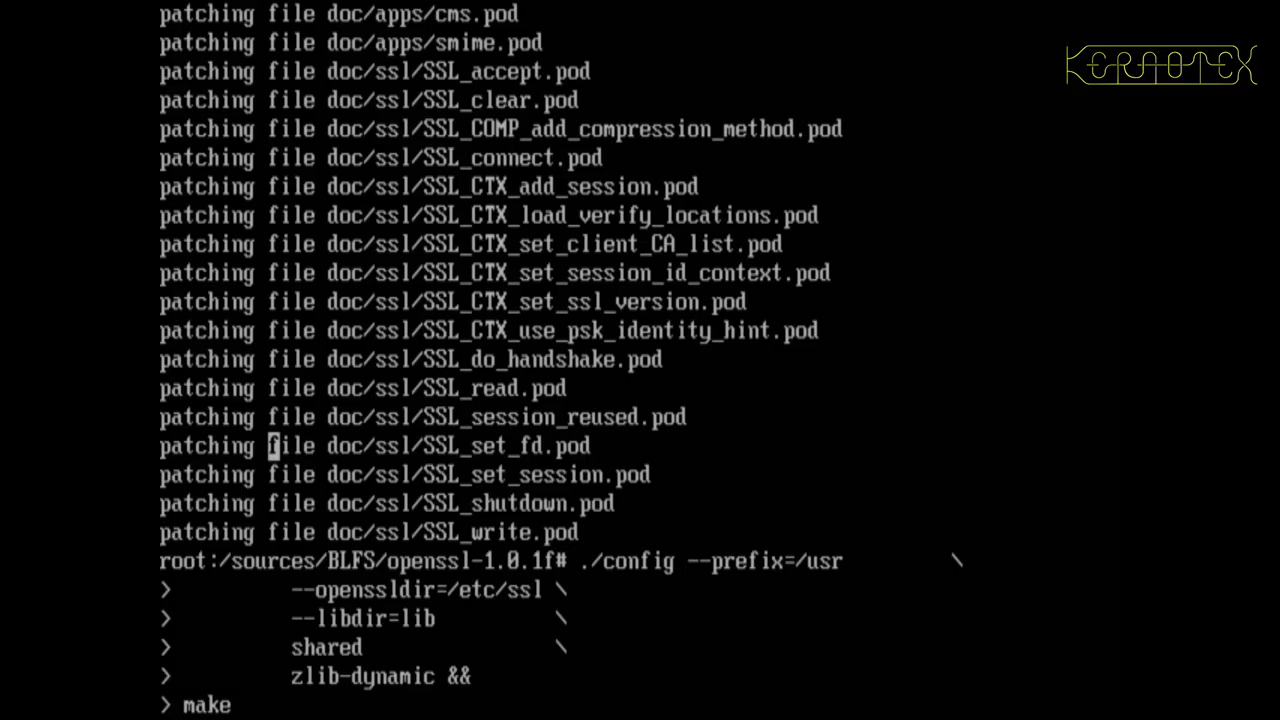 patching file doc/apps/cms.pod
patching file doc/apps/smime.pod
patching file doc/ssl/SSL_accept.pod
patching file doc/ssl/SSL_clear.pod
patching file doc/ssl/SSL_COMP_add_compression_method.pod
patching file doc/ssl/SSL_connect.pod
patching file doc/ssl/SSL_CTX_add_session.pod
patching file doc/ssl/SSL_CTX_load_verify_locations.pod
patching file doc/ssl/SSL_CTX_set_client_CA_list.pod
patching file doc/ssl/SSL_CTX_set_session_id_context.pod
patching file doc/ssl/SSL_CTX_set_ssl_version.pod
patching file doc/ssl/SSL_CTX_use_psk_identity_hint.pod
patching file doc/ssl/SSL_do_handshake.pod
patching file doc/ssl/SSL_read.pod
patching file doc/ssl/SSL_session_reused.pod
patching file doc/ssl/SSL_set_fd.pod
patching file doc/ssl/SSL_set_session.pod
patching file doc/ssl/SSL_shutdown.pod
patching file doc/ssl/SSL_write.pod
root:/sources/BLFS/openssl-1.0.1f# ./config --prefix=/usr         \
>          --openssldir=/etc/ssl \
>          --libdir=lib          \
>          shared                \
>          zlib-dynamic &&
> make
KERNOTEX